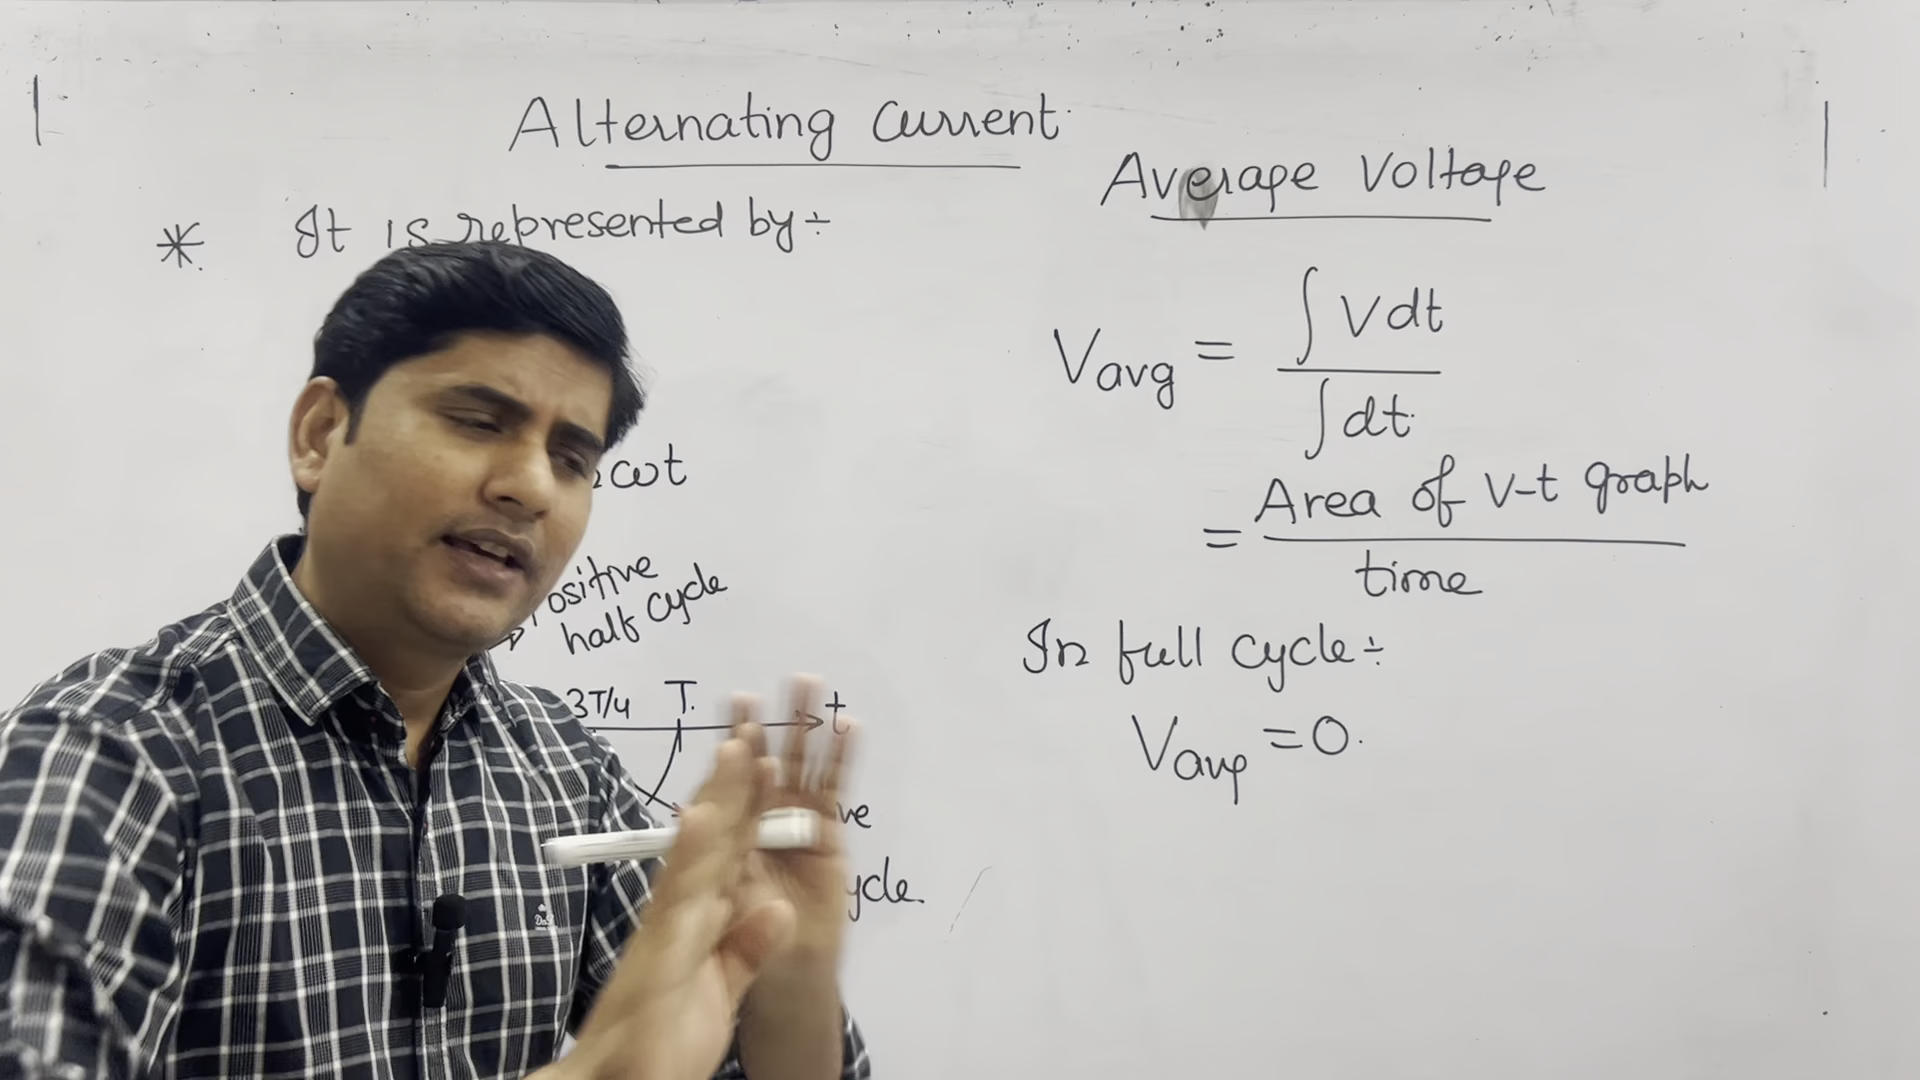 Alternating Current
* It is represented by ÷
ωt
Positive
half cycle
3T/4 T. t
ve
ycle.
Average Voltage
Vavg = ∫Vdt
∫dt
= Area of V-t graph
time
In full cycle ÷
Vavg = 0.